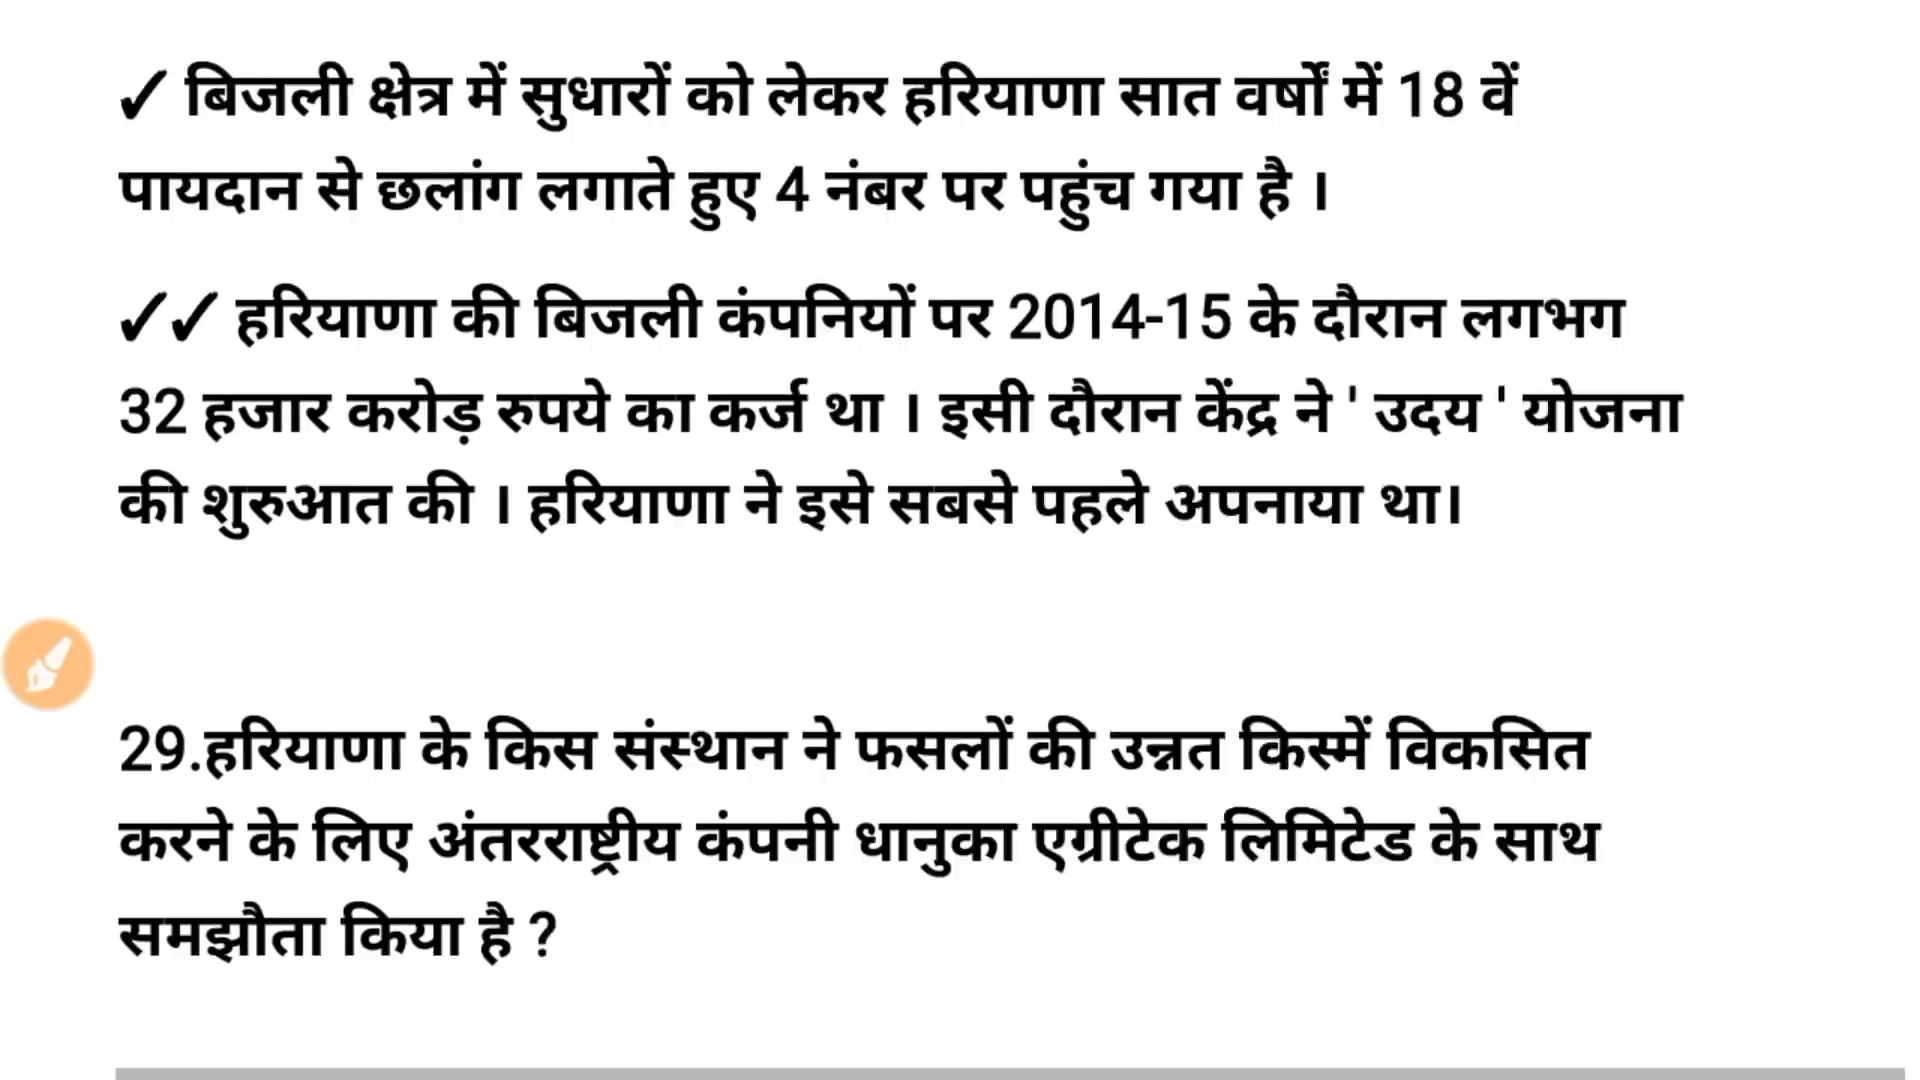 ✓ बिजली क्षेत्र में सुधारों को लेकर हरियाणा सात वर्षों में 18 वें
पायदान से छलांग लगाते हुए 4 नंबर पर पहुंच गया है ।
✓✓ हरियाणा की बिजली कंपनियों पर 2014-15 के दौरान लगभग
32 हजार करोड़ रुपये का कर्ज था । इसी दौरान केंद्र ने ' उदय ' योजना
की शुरुआत की । हरियाणा ने इसे सबसे पहले अपनाया था।
29.हरियाणा के किस संस्थान ने फसलों की उन्नत किस्में विकसित
करने के लिए अंतरराष्ट्रीय कंपनी धानुका एग्रीटेक लिमिटेड के साथ
समझौता किया है ?